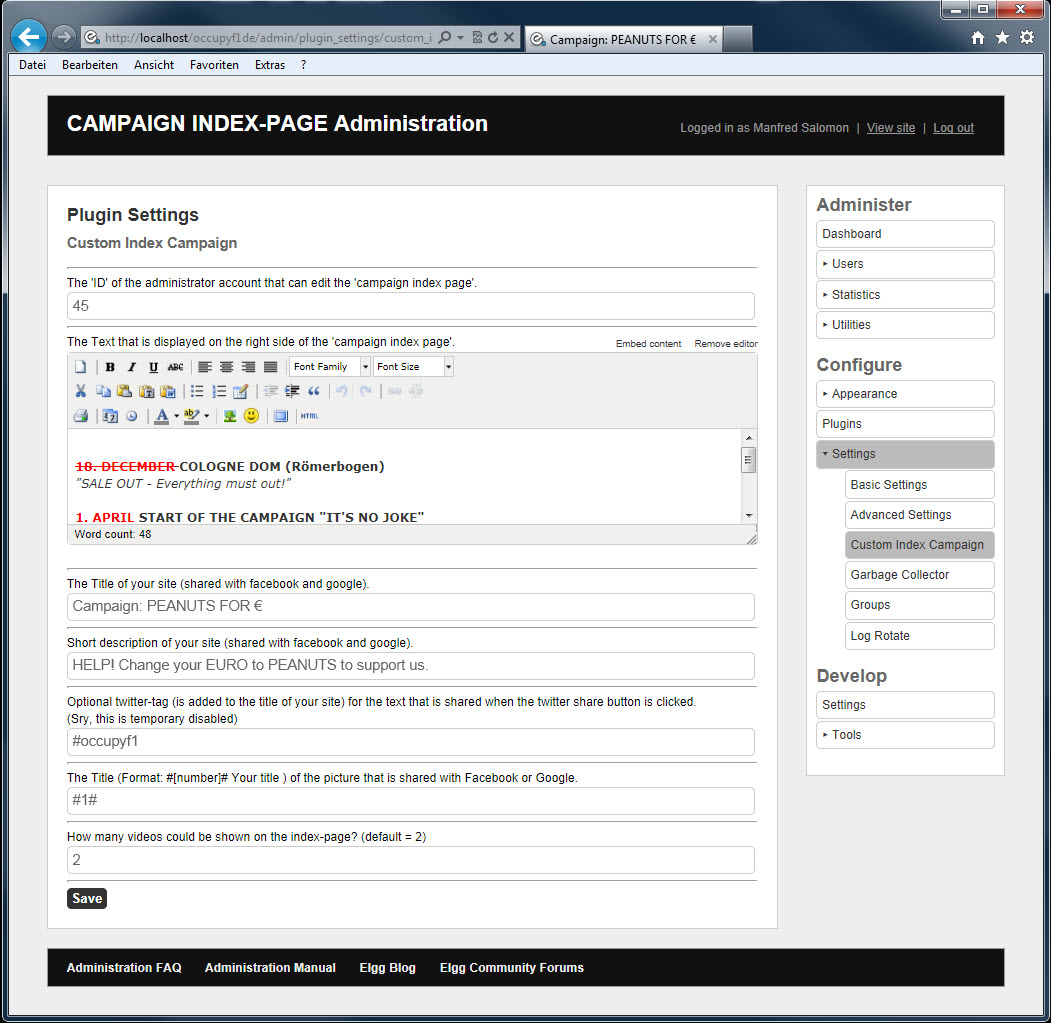 http://localhost/occupyf1de/admin/plugin_settings/custom_i
Campaign: PEANUTS FOR €
Datei Bearbeiten Ansicht Favoriten Extras ?
CAMPAIGN INDEX-PAGE Administration
Logged in as Manfred Salomon | View site | Log out
Plugin Settings
Custom Index Campaign
The 'ID' of the administrator account that can edit the 'campaign index page'.
45
The Text that is displayed on the right side of the 'campaign index page'.
Embed content Remove editor
B I U ABC Font Family Font Size
HTML
18. DECEMBER COLOGNE DOM (Römerbogen)
"SALE OUT - Everything must out!"
1. APRIL START OF THE CAMPAIGN "IT'S NO JOKE"
Word count: 48
The Title of your site (shared with facebook and google).
Campaign: PEANUTS FOR €
Short description of your site (shared with facebook and google).
HELP! Change your EURO to PEANUTS to support us.
Optional twitter-tag (is added to the title of your site) for the text that is shared when the twitter share button is clicked.
(Sry, this is temporary disabled)
#occupyf1
The Title (Format: #[number]# Your title ) of the picture that is shared with Facebook or Google.
#1#
How many videos could be shown on the index-page? (default = 2)
2
Save
Administer
Dashboard
Users
Statistics
Utilities
Configure
Appearance
Plugins
Settings
Basic Settings
Advanced Settings
Custom Index Campaign
Garbage Collector
Groups
Log Rotate
Develop
Settings
Tools
Administration FAQ Administration Manual Elgg Blog Elgg Community Forums